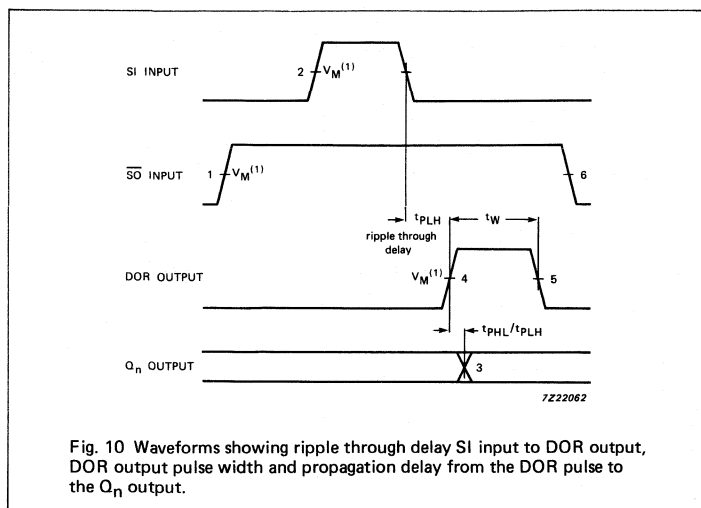 SI INPUT
2
VM(1)
SO INPUT
1
VM(1)
6
tPLH
ripple through
delay
tW
DOR OUTPUT
VM(1)
4
5
tPHL/tPLH
Qn OUTPUT
3
7Z22062
Fig. 10 Waveforms showing ripple through delay SI input to DOR output,
DOR output pulse width and propagation delay from the DOR pulse to
the Qn output.